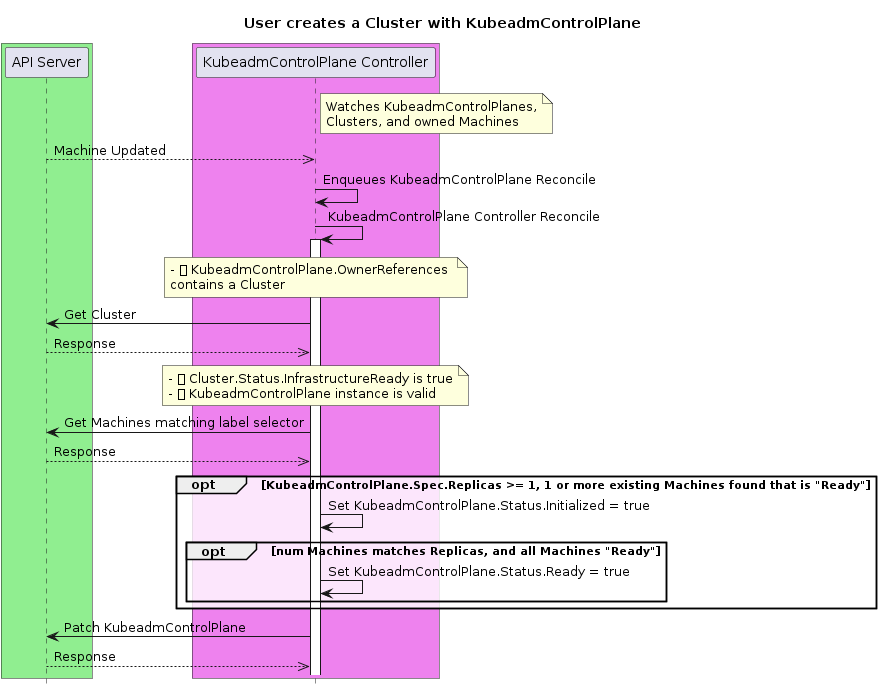 User creates a Cluster with KubeadmControlPlane
API Server
KubeadmControlPlane Controller
Watches KubeadmControlPlanes,
Clusters, and owned Machines
Machine Updated
Enqueues KubeadmControlPlane Reconcile
KubeadmControlPlane Controller Reconcile
- ▯ KubeadmControlPlane.OwnerReferences
contains a Cluster
Get Cluster
Response
- ▯ Cluster.Status.InfrastructureReady is true
- ▯ KubeadmControlPlane instance is valid
Get Machines matching label selector
Response
opt [KubeadmControlPlane.Spec.Replicas >= 1, 1 or more existing Machines found that is "Ready"]
Set KubeadmControlPlane.Status.Initialized = true
opt [num Machines matches Replicas, and all Machines "Ready"]
Set KubeadmControlPlane.Status.Ready = true
Patch KubeadmControlPlane
Response